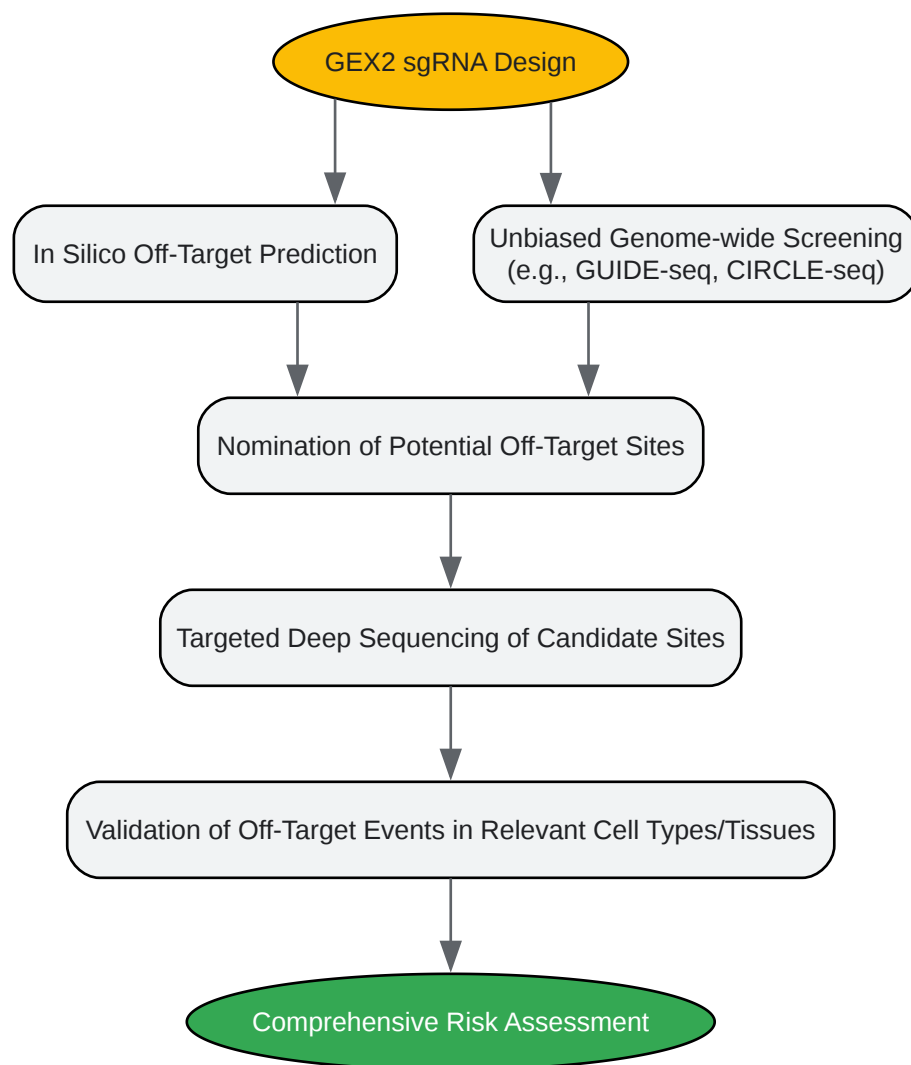 GEX2 sgRNA Design
In Silico Off-Target Prediction
Unbiased Genome-wide Screening
(e.g., GUIDE-seq, CIRCLE-seq)
Nomination of Potential Off-Target Sites
Targeted Deep Sequencing of Candidate Sites
Validation of Off-Target Events in Relevant Cell Types/Tissues
Comprehensive Risk Assessment